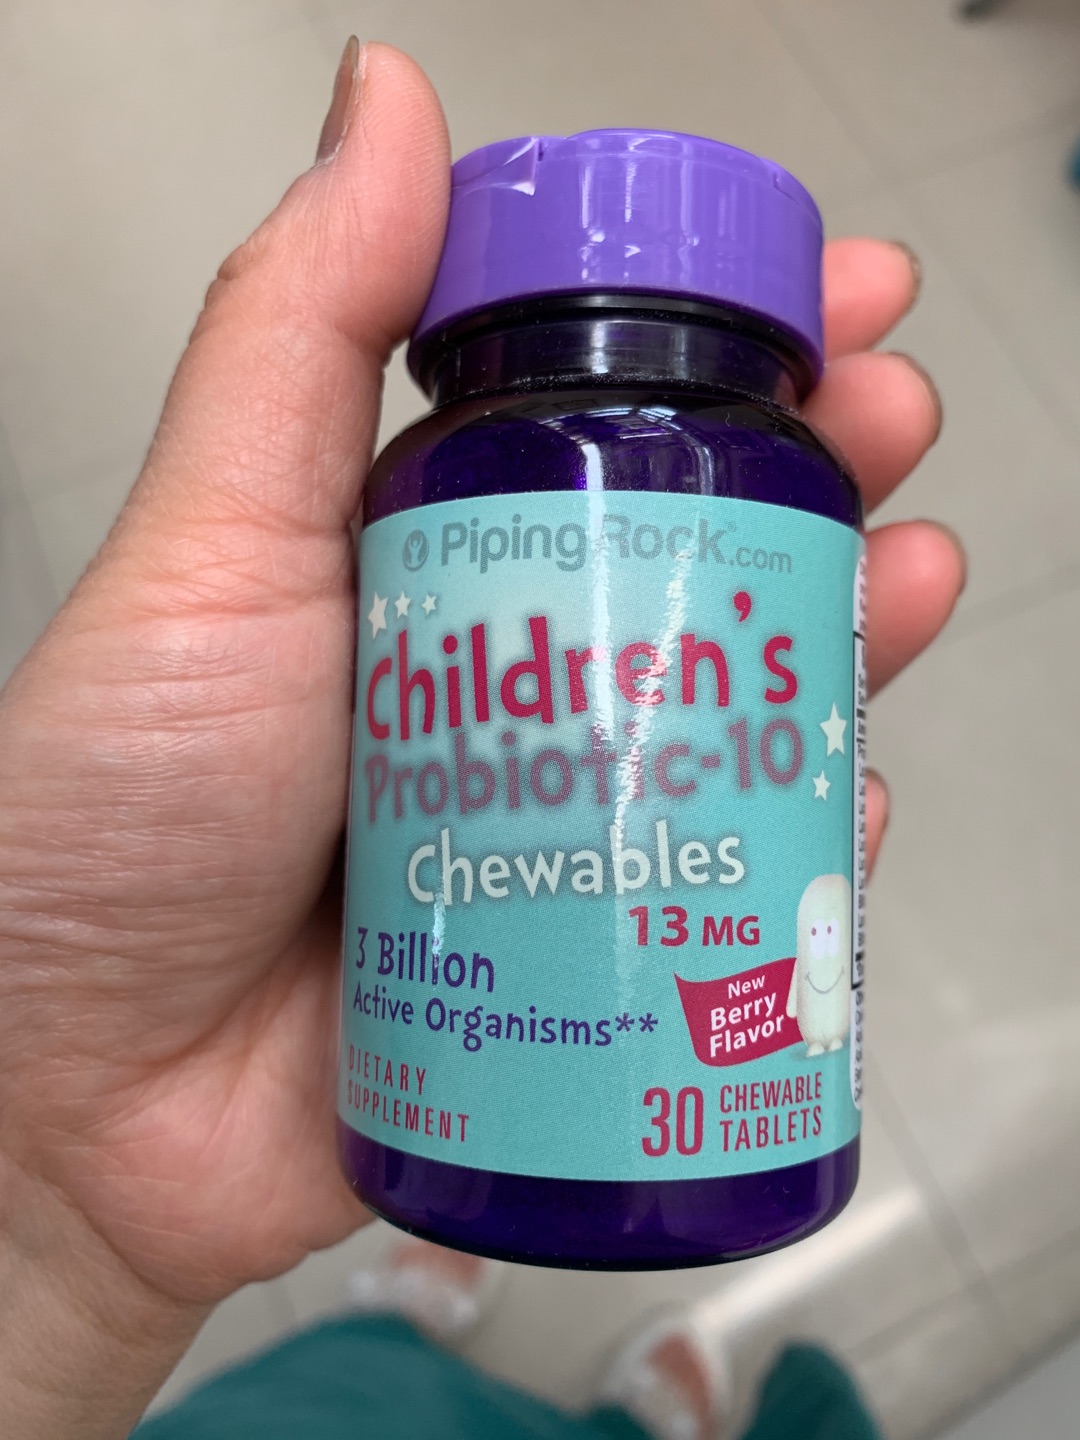 PipingRock®.com
Children's
Probiotic-10
Chewables
13 MG
3 Billion
Active Organisms**
New
Berry
Flavor
DIETARY
SUPPLEMENT
30 CHEWABLE
TABLETS